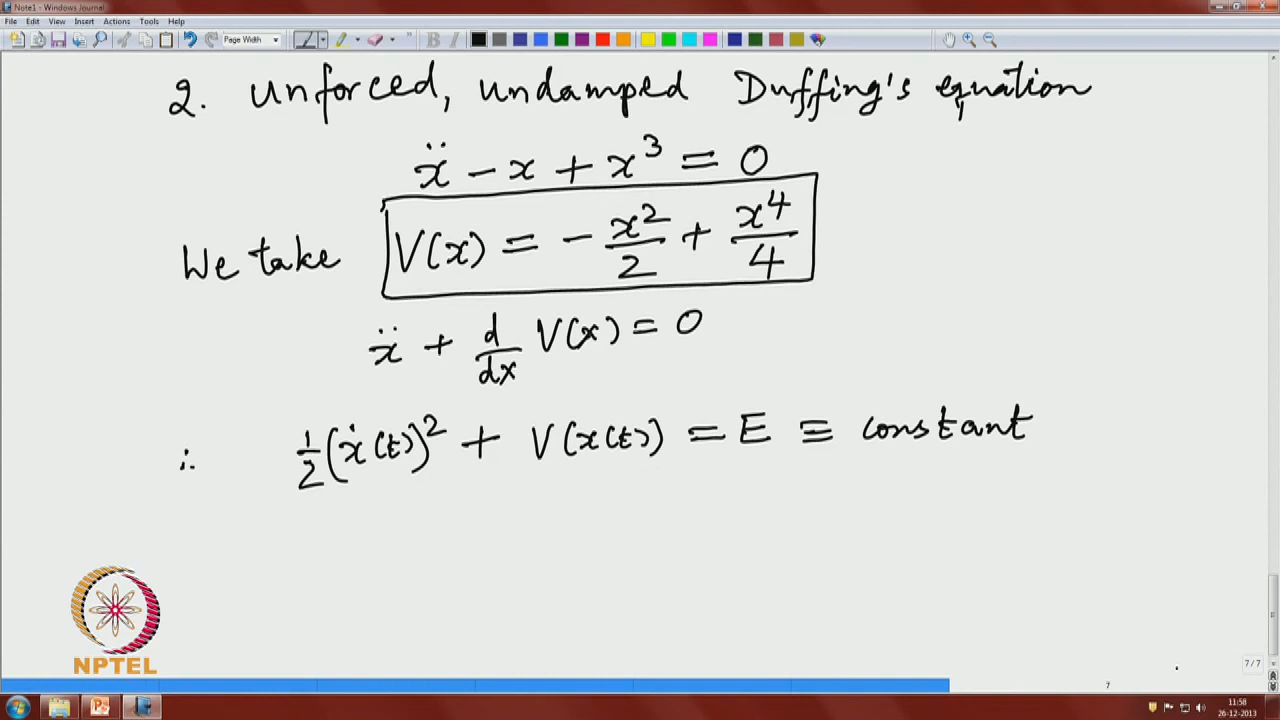 Note1 - Windows Journal
File Edit View Insert Actions Tools Help
Page Width
B I
2. Unforced, undamped Duffing's equation
ẍ - x + x³ = 0
We take V(x) = - x²/2 + x⁴/4
ẍ + d/dx V(x) = 0
∴ 1/2 (ẋ(t))² + V(x(t)) = E ≡ constant
NPTEL
7/7
7
11:58
26-12-2013